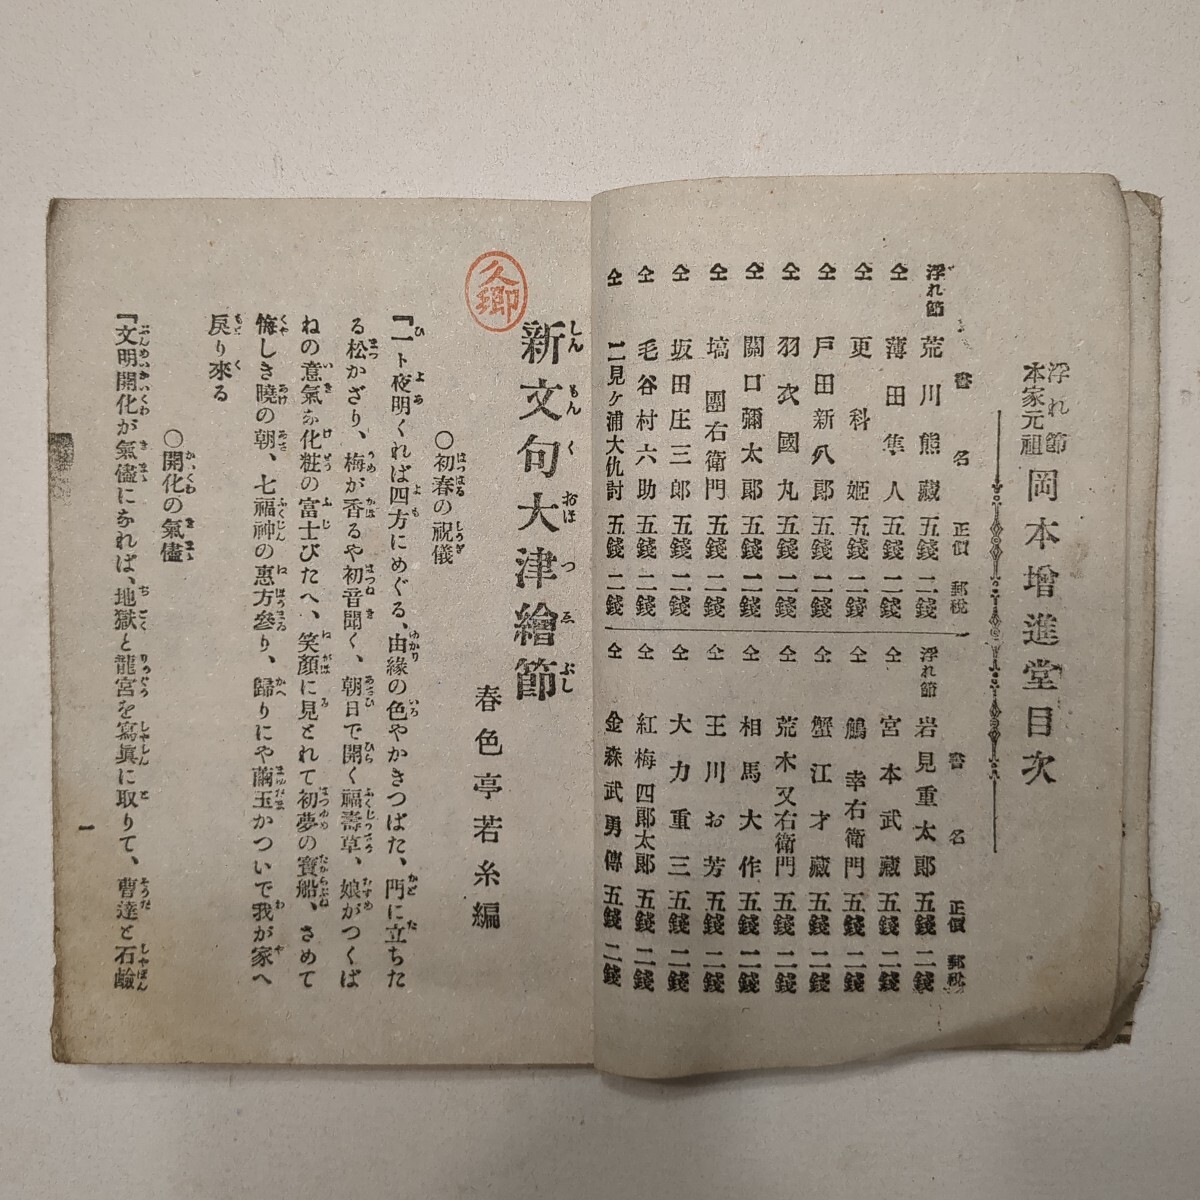 浮れ節
本家元祖
岡本増進堂目次
書名 正價 郵税
浮れ節 荒川熊藏 五錢 二錢
仝 薄田隼人 五錢 二錢
仝 更科姫 五錢 二錢
仝 戸田新八郎 五錢 二錢
仝 羽衣國丸 五錢 二錢
仝 關口彌太郎 五錢 二錢
仝 塙團右衛門 五錢 二錢
仝 坂田庄三郎 五錢 二錢
仝 毛谷村六助 五錢 二錢
仝 二見ヶ浦大仇討 五錢 二錢
書名 正價 郵税
浮れ節 岩見重太郎 五錢 二錢
仝 宮本武藏 五錢 二錢
仝 鵤幸右衛門 五錢 二錢
仝 蟹江才藏 五錢 二錢
仝 荒木又右衛門 五錢 二錢
仝 相馬大作 五錢 二錢
仝 玉川お芳 五錢 二錢
仝 大力重三 五錢 二錢
仝 紅梅四郎太郎 五錢 二錢
仝 金森武勇傳 五錢 二錢
久郷
新文句大津繪節
春色亭若糸編
〇初春の祝儀
『一ト夜明くれば四方にめぐる、由緣の色やかきつばた、門に立ちた
る松かざり、梅が香るや初音聞く、朝日で開く福壽草、娘がつくば
ねの意氣な化粧の富士びたへ、笑顔に見とれて初夢の寳船、さめて
悔しき曉の朝、七福神の惠方參り、歸りにや繭玉かついで我が家へ
戻り來る
〇開化の氣儘
『文明開化が氣儘になれば、地獄と龍宮を寫眞に取りて、曹達と石鹼
一